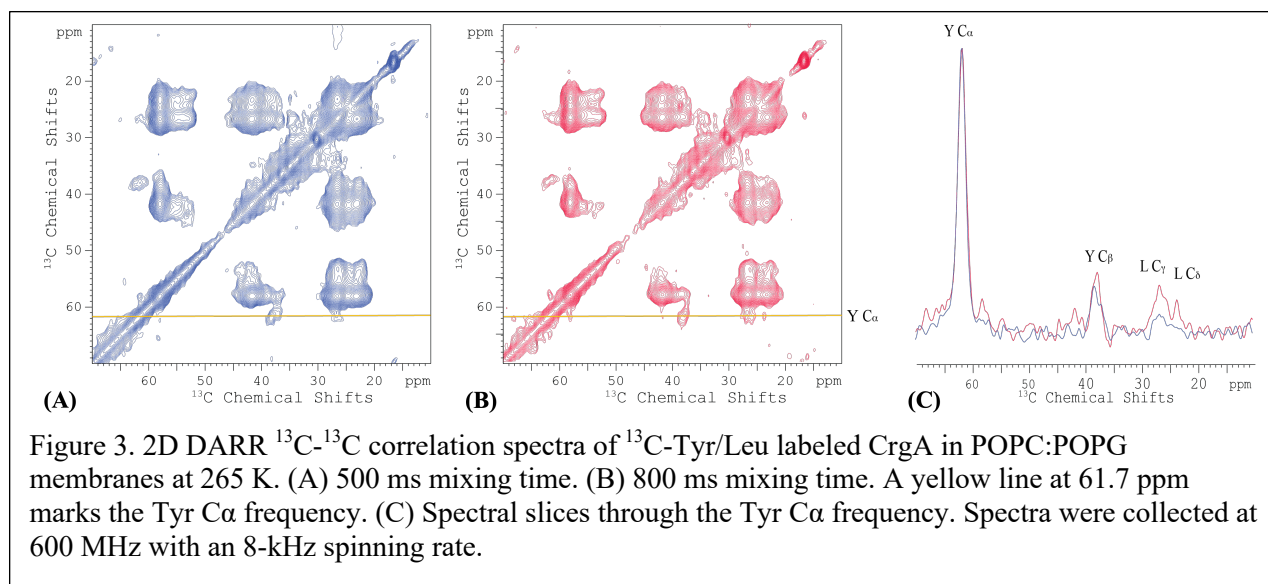 ppm
20
30
40
50
60
¹³C Chemical Shifts
60 50 40 30 20 ppm
¹³C Chemical Shifts
(A)
ppm
20
30
40
50
60
¹³C Chemical Shifts
60 50 40 30 20 ppm
¹³C Chemical Shifts
(B)
Y Cα
Y Cα
Y Cβ
L Cγ L Cδ
60 50 40 30 20 ppm
¹³C Chemical Shifts
(C)
Figure 3. 2D DARR ¹³C-¹³C correlation spectra of ¹³C-Tyr/Leu labeled CrgA in POPC:POPG
membranes at 265 K. (A) 500 ms mixing time. (B) 800 ms mixing time. A yellow line at 61.7 ppm
marks the Tyr Cα frequency. (C) Spectral slices through the Tyr Cα frequency. Spectra were collected at
600 MHz with an 8-kHz spinning rate.